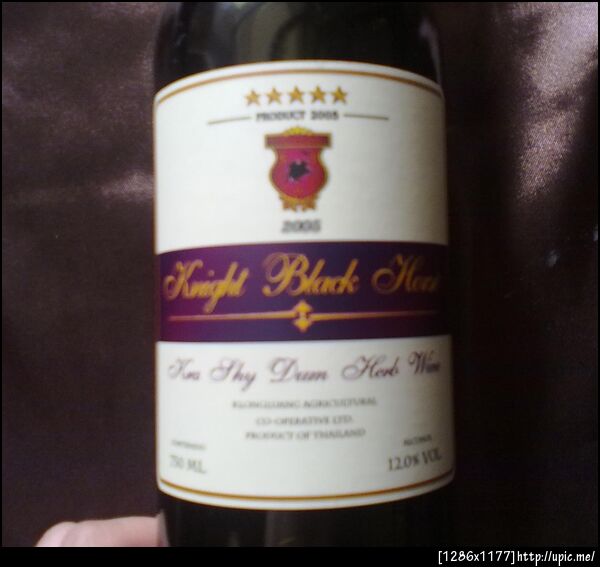 PRODUCT 2005
2005
Knight Black
Kra Shy Dum Herb Wine
KLONGLUANG AGRICULTURAL
CO-OPERATIVE LTD.
PRODUCT OF THAILAND
750 ML
ALCOHOL
12.0% VOL
[1286x1177]http://upic.me/